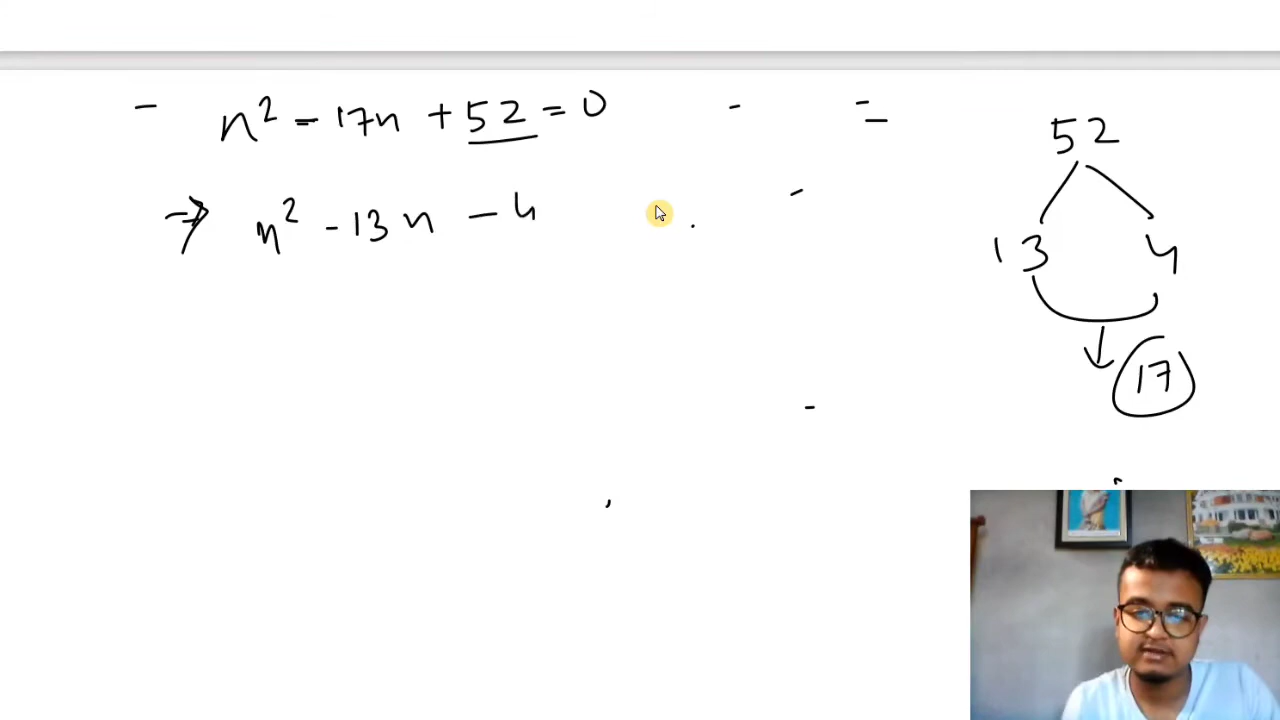 n² - 17n + 52 = 0
⇒ n² - 13n - 4
52
13 4
17